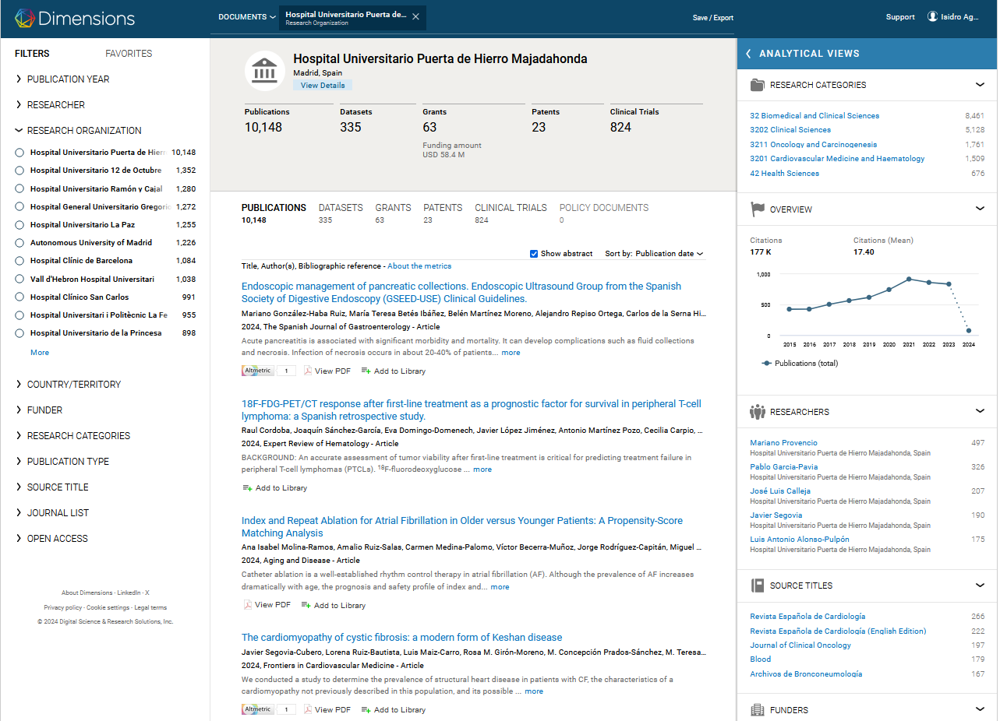 Dimensions
DOCUMENTS
Hospital Universitario Puerta de...
Research Organization
Save / Export
Support
Isidro Ag...
FILTERS
FAVORITES
PUBLICATION YEAR
RESEARCHER
RESEARCH ORGANIZATION
Hospital Universitario Puerta de Hierr 10,148
Hospital Universitario 12 de Octubre 1,352
Hospital Universitario Ramón y Cajal 1,280
Hospital General Universitario Gregorio 1,272
Hospital Universitario La Paz 1,255
Autonomous University of Madrid 1,226
Hospital Clínic de Barcelona 1,084
Vall d'Hebron Hospital Universitari 1,038
Hospital Clínico San Carlos 991
Hospital Universitari i Politècnic La Fe 955
Hospital Universitario de la Princesa 898
More
COUNTRY/TERRITORY
FUNDER
RESEARCH CATEGORIES
PUBLICATION TYPE
SOURCE TITLE
JOURNAL LIST
OPEN ACCESS
About Dimensions · LinkedIn · X
Privacy policy · Cookie settings · Legal terms
© 2024 Digital Science & Research Solutions, Inc.
Hospital Universitario Puerta de Hierro Majadahonda
Madrid, Spain
View Details
Publications Datasets Grants Patents Clinical Trials
10,148 335 63 23 824
Funding amount
USD 58.4 M
PUBLICATIONS DATASETS GRANTS PATENTS CLINICAL TRIALS POLICY DOCUMENTS
10,148 335 63 23 824 0
Show abstract Sort by: Publication date
Title, Author(s), Bibliographic reference - About the metrics
Endoscopic management of pancreatic collections. Endoscopic Ultrasound Group from the Spanish
Society of Digestive Endoscopy (GSEED-USE) Clinical Guidelines.
Mariano González-Haba Ruiz, María Teresa Betés Ibáñez, Belén Martínez Moreno, Alejandro Repiso Ortega, Carlos de la Serna Hi...
2024, The Spanish Journal of Gastroenterology - Article
Acute pancreatitis is associated with significant morbidity and mortality. It can develop complications such as fluid collections
and necrosis. Infection of necrosis occurs in about 20-40% of patients... more
Altmetric 1 View PDF Add to Library
18F-FDG-PET/CT response after first-line treatment as a prognostic factor for survival in peripheral T-cell
lymphoma: a Spanish retrospective study.
Raul Cordoba, Joaquín Sánchez-García, Eva Domingo-Domenech, Javier López Jiménez, Antonio Martínez Pozo, Cecilia Carpio, ...
2024, Expert Review of Hematology - Article
BACKGROUND: An accurate assessment of tumor viability after first-line treatment is critical for predicting treatment failure in
peripheral T-cell lymphomas (PTCLs). ¹⁸F-fluorodeoxyglucose ... more
Add to Library
Index and Repeat Ablation for Atrial Fibrillation in Older versus Younger Patients: A Propensity-Score
Matching Analysis
Ana Isabel Molina-Ramos, Amalio Ruiz-Salas, Carmen Medina-Palomo, Víctor Becerra-Muñoz, Jorge Rodríguez-Capitán, Miguel ...
2024, Aging and Disease - Article
Catheter ablation is a well-established rhythm control therapy in atrial fibrillation (AF). Although the prevalence of AF increases
dramatically with age, the prognosis and safety profile of index and... more
View PDF Add to Library
The cardiomyopathy of cystic fibrosis: a modern form of Keshan disease
Javier Segovia-Cubero, Lorena Ruiz-Bautista, Luis Maiz-Carro, Rosa M. Girón-Moreno, M. Concepción Prados-Sánchez, M. Teresa...
2024, Frontiers in Cardiovascular Medicine - Article
We conducted a study to determine the prevalence of structural heart disease in patients with CF, the characteristics of a
cardiomyopathy not previously described in this population, and its possible ... more
Altmetric 1 View PDF Add to Library
ANALYTICAL VIEWS
RESEARCH CATEGORIES
32 Biomedical and Clinical Sciences 8,461
3202 Clinical Sciences 5,128
3211 Oncology and Carcinogenesis 1,761
3201 Cardiovascular Medicine and Haematology 1,509
42 Health Sciences 676
OVERVIEW
Citations Citations (Mean)
177 K 17.40
1,000
500
0
2015 2016 2017 2018 2019 2020 2021 2022 2023 2024
Publications (total)
RESEARCHERS
Mariano Provencio 497
Hospital Universitario Puerta de Hierro Majadahonda, Spain
Pablo Garcia-Pavia 326
Hospital Universitario Puerta de Hierro Majadahonda, Spain
José Luis Calleja 207
Hospital Universitario Puerta de Hierro Majadahonda, Spain
Javier Segovia 190
Hospital Universitario Puerta de Hierro Majadahonda, Spain
Luis Antonio Alonso-Pulpón 175
Hospital Universitario Puerta de Hierro Majadahonda, Spain
SOURCE TITLES
Revista Española de Cardiología 266
Revista Española de Cardiología (English Edition) 222
Journal of Clinical Oncology 197
Blood 179
Archivos de Bronconeumología 167
FUNDERS